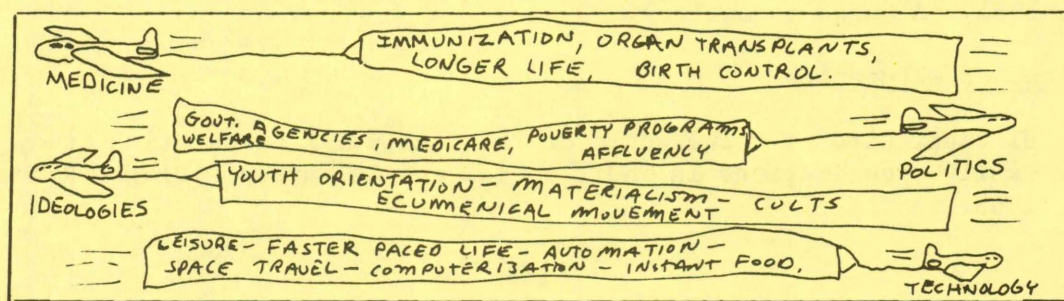 IMMUNIZATION, ORGAN TRANSPLANTS,
LONGER LIFE, BIRTH CONTROL.
MEDICINE
GOVT. AGENCIES, MEDICARE, POVERTY PROGRAMS
WELFARE AFFLUENCY
POLITICS
YOUTH ORIENTATION - MATERIALISM - CULTS
ECUMENICAL MOVEMENT
IDEOLOGIES
LEISURE - FASTER PACED LIFE - AUTOMATION -
SPACE TRAVEL - COMPUTERIZATION - INSTANT FOOD.
TECHNOLOGY